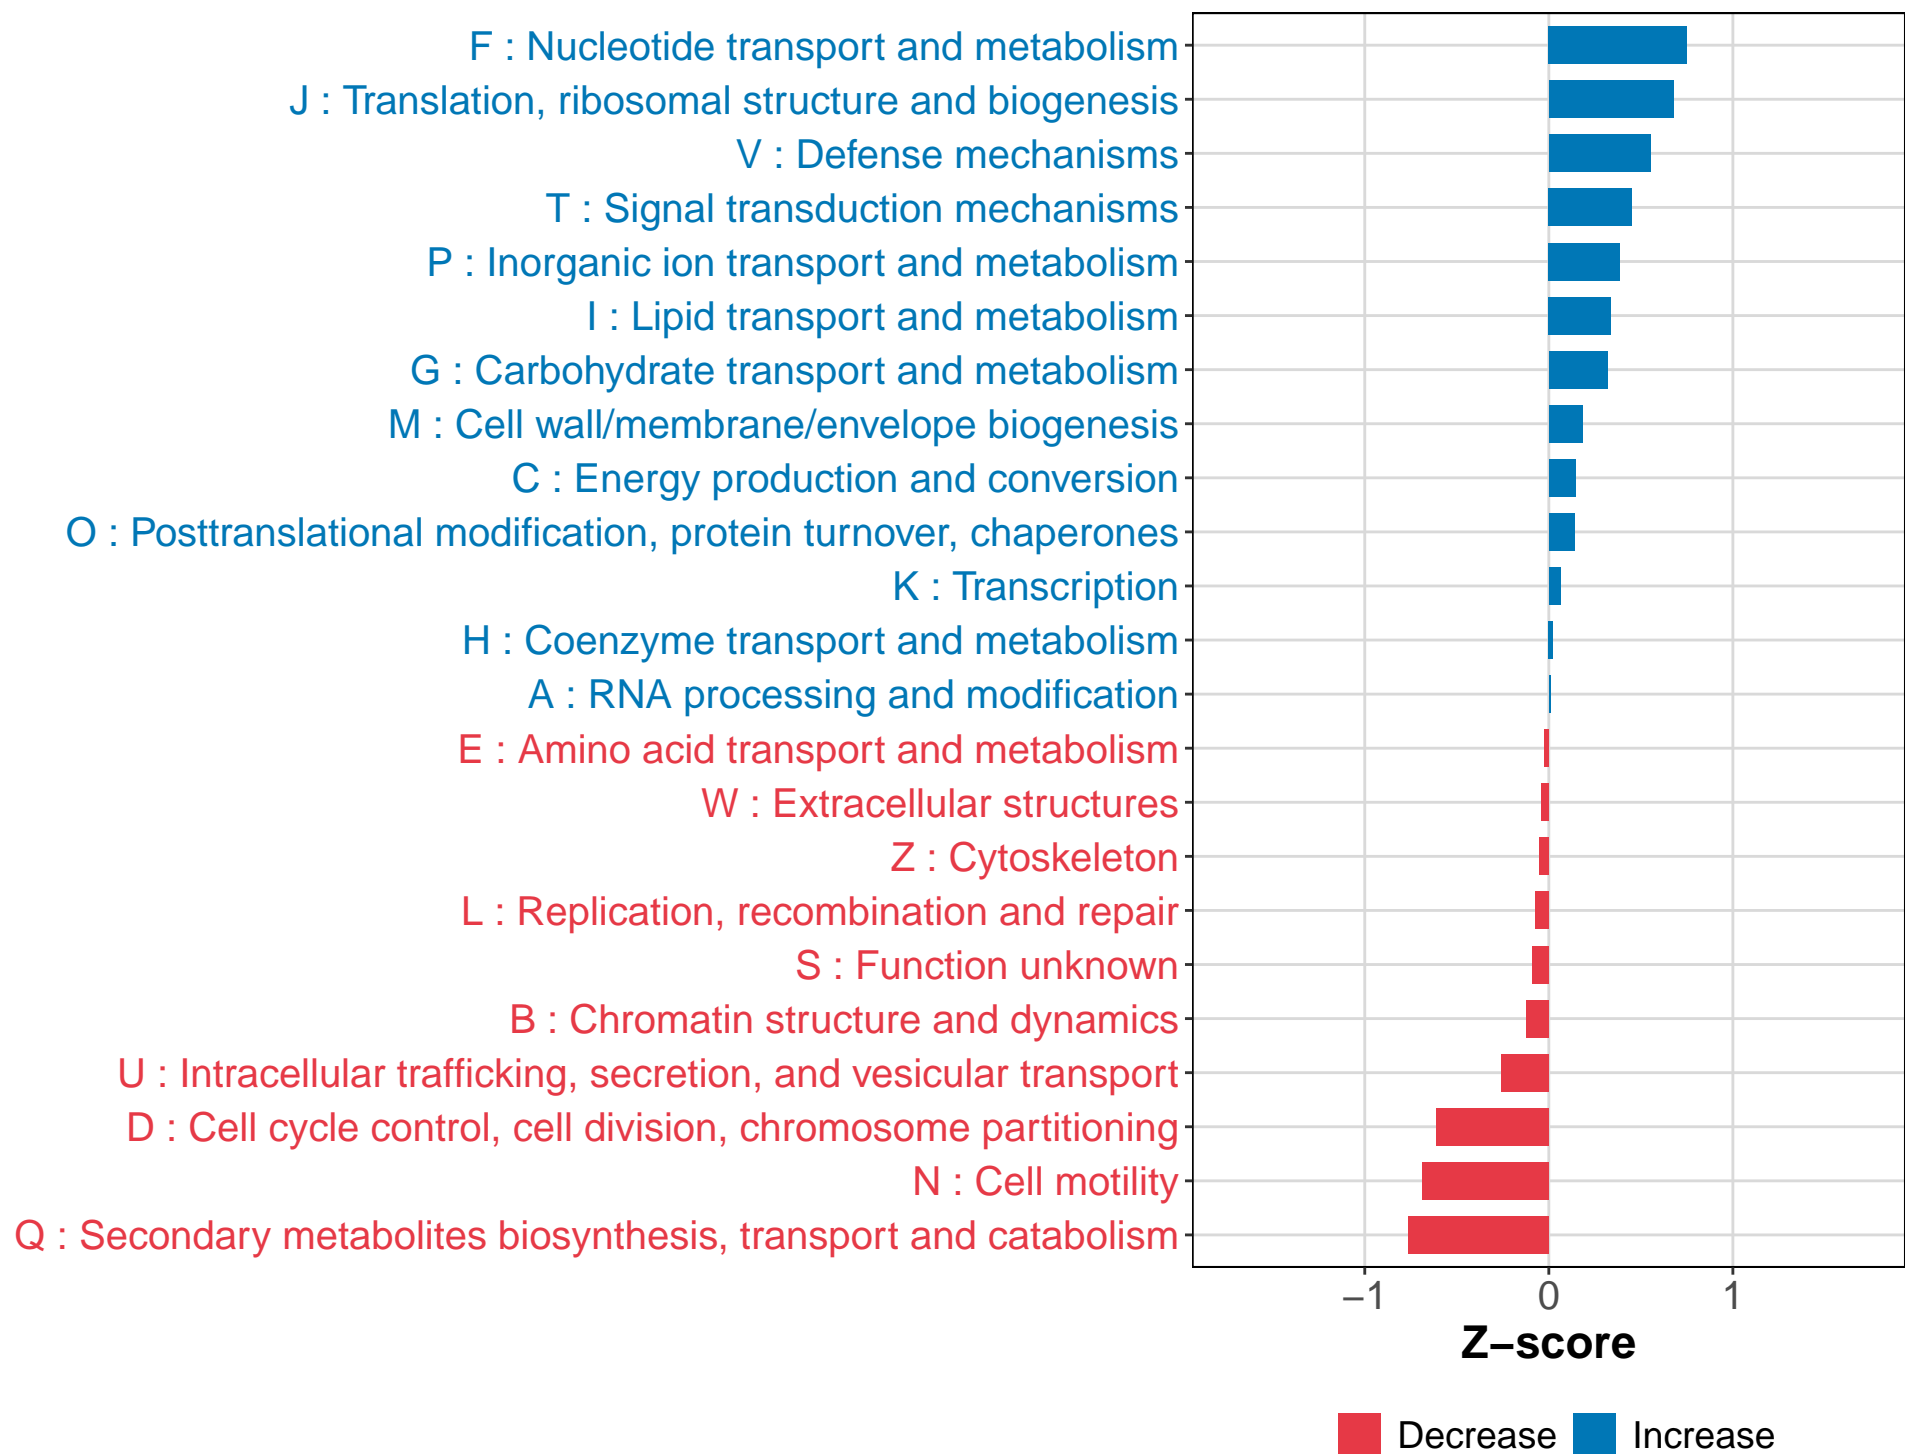 F : Nucleotide transport and metabolism
J : Translation, ribosomal structure and biogenesis
V : Defense mechanisms
T : Signal transduction mechanisms
P : Inorganic ion transport and metabolism
I : Lipid transport and metabolism
G : Carbohydrate transport and metabolism
M : Cell wall/membrane/envelope biogenesis
C : Energy production and conversion
O : Posttranslational modification, protein turnover, chaperones
K : Transcription
H : Coenzyme transport and metabolism
A : RNA processing and modification
E : Amino acid transport and metabolism
W : Extracellular structures
Z : Cytoskeleton
L : Replication, recombination and repair
S : Function unknown
B : Chromatin structure and dynamics
U : Intracellular trafficking, secretion, and vesicular transport
D : Cell cycle control, cell division, chromosome partitioning
N : Cell motility
Q : Secondary metabolites biosynthesis, transport and catabolism
−1 0 1
Z−score
Decrease Increase